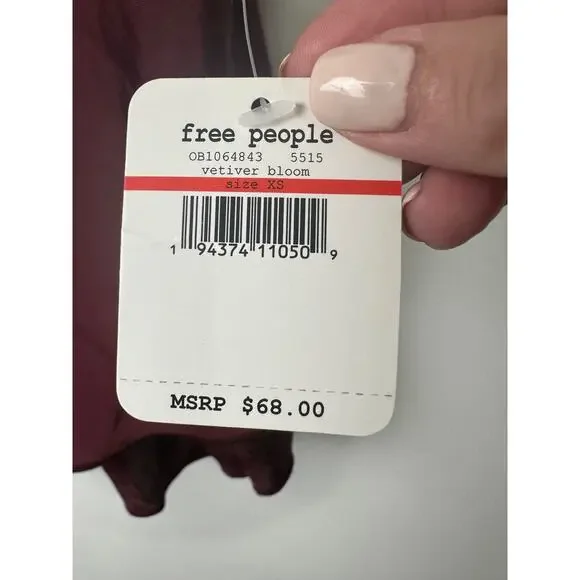 free people
OB1064843 5515
vetiver bloom
size XS
1 94374 11050 9
MSRP $68.00